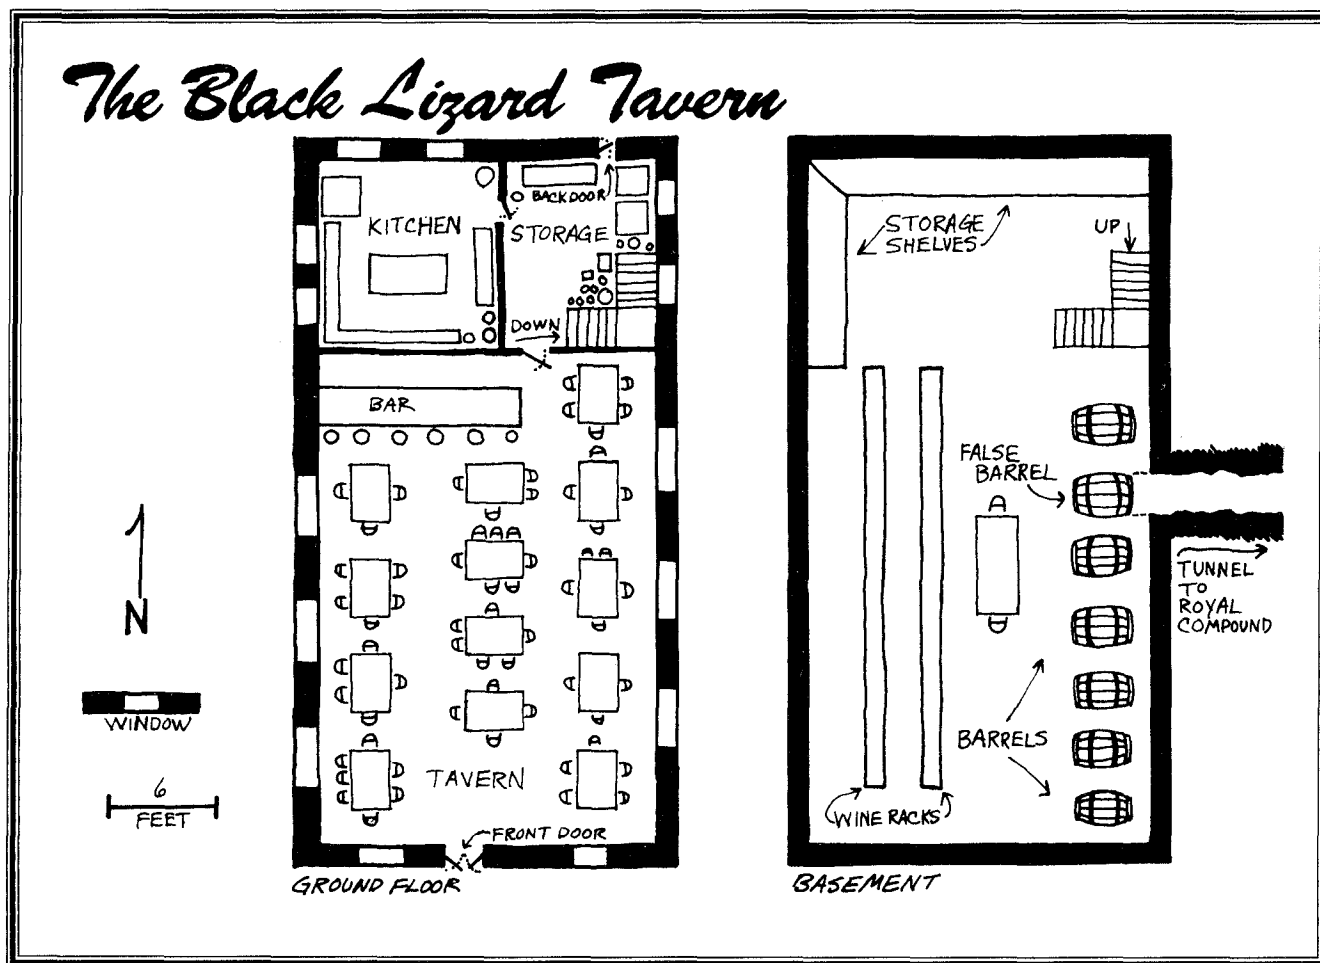 The Black Lizard Tavern
KITCHEN
BACKDOOR
STORAGE
DOWN
BAR
TAVERN
FRONT DOOR
GROUND FLOOR
N
WINDOW
6
FEET
STORAGE
SHELVES
UP
FALSE
BARREL
TUNNEL
TO
ROYAL
COMPOUND
BARRELS
WINE RACKS
BASEMENT